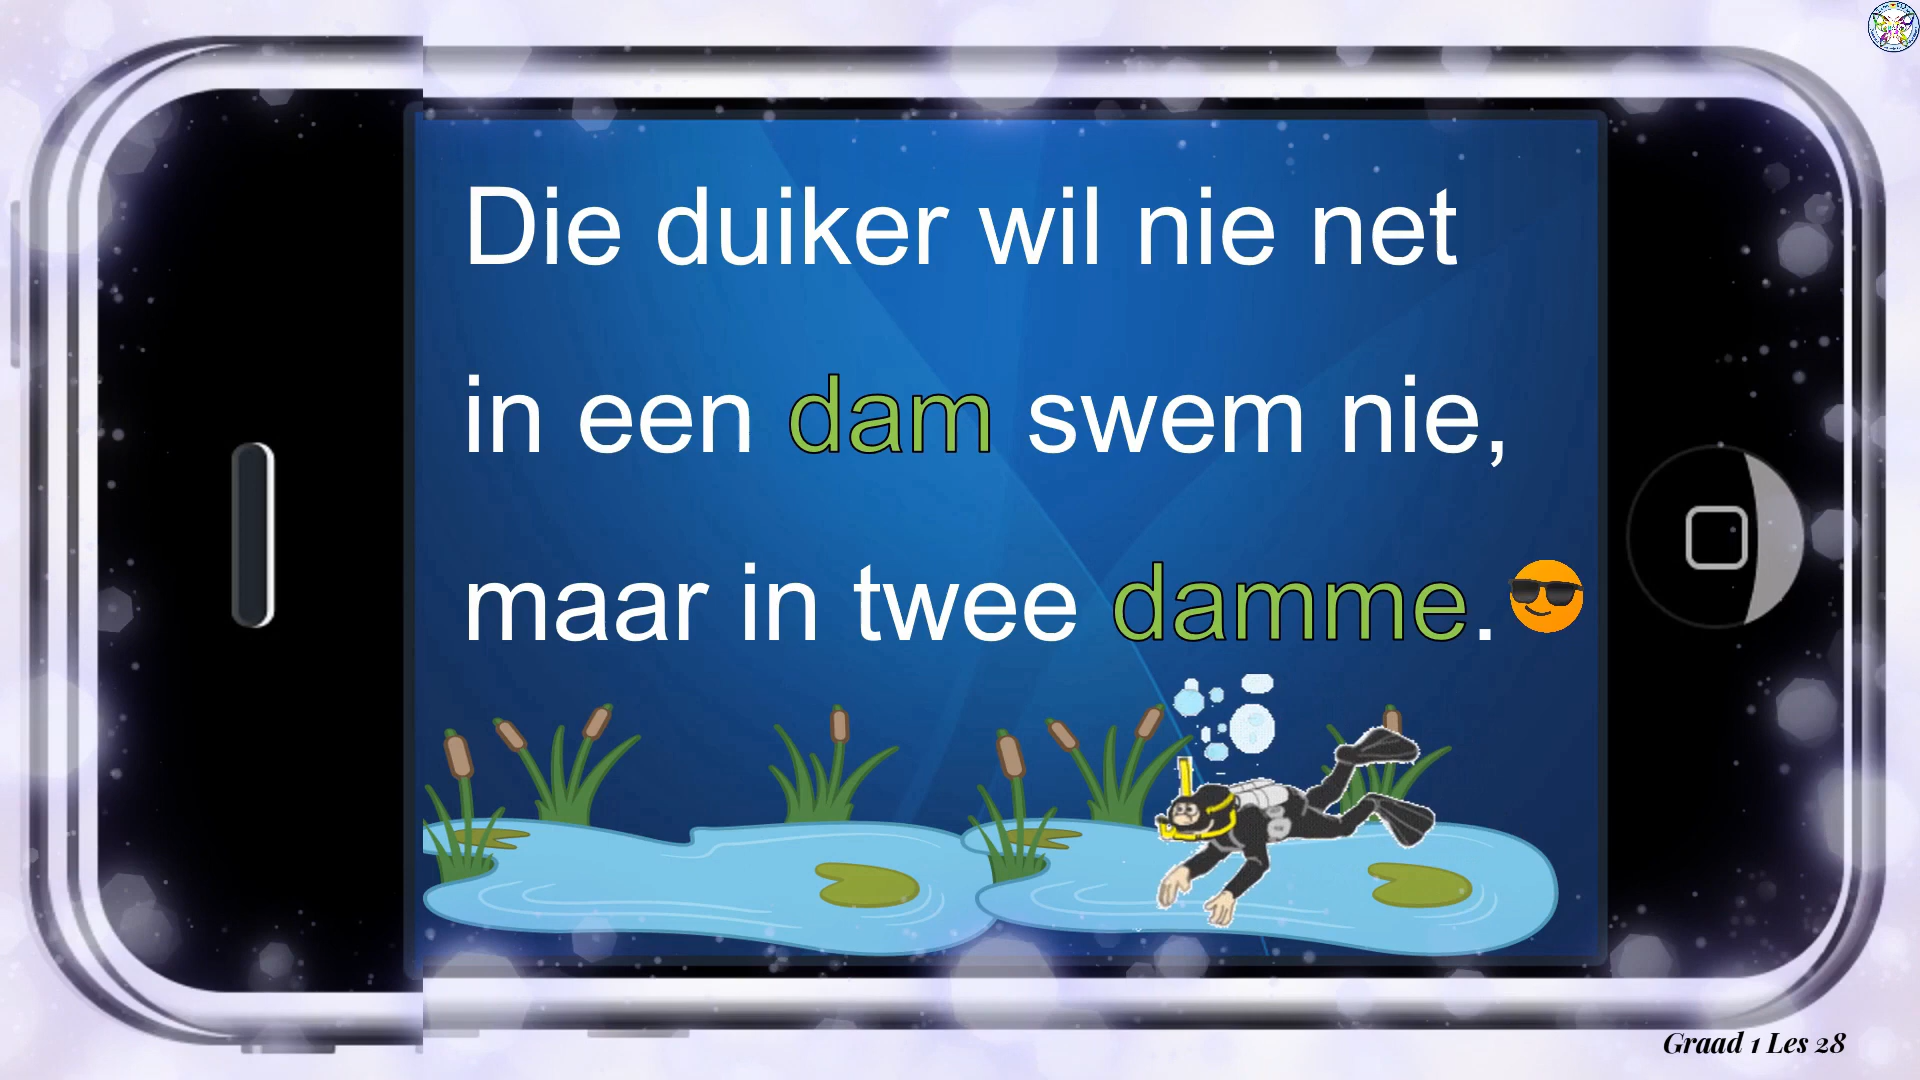 Die duiker wil nie net
in een dam swem nie,
maar in twee damme.
Graad 1 Les 28